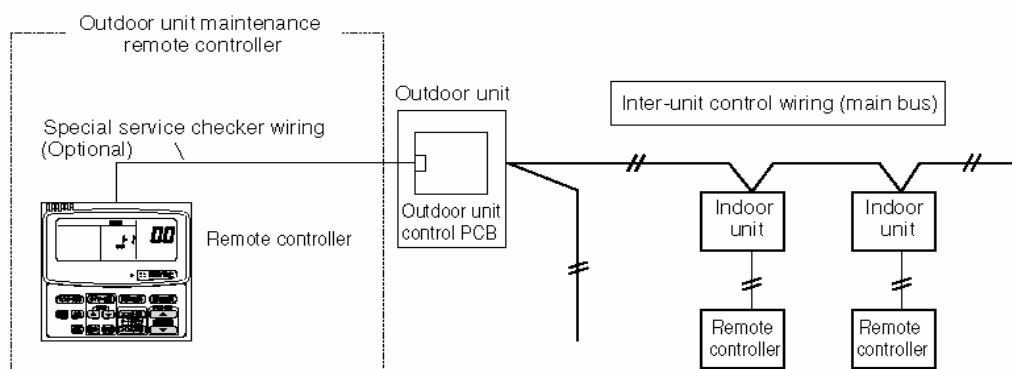 Outdoor unit maintenance
remote controller
Special service checker wiring
(Optional)
Remote controller
Outdoor unit
Outdoor unit
control PCB
Inter-unit control wiring (main bus)
Indoor
unit
Indoor
unit
Remote
controller
Remote
controller